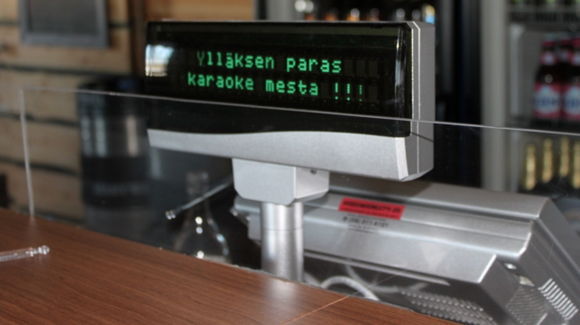 Ylläksen paras
karaoke mesta !!!